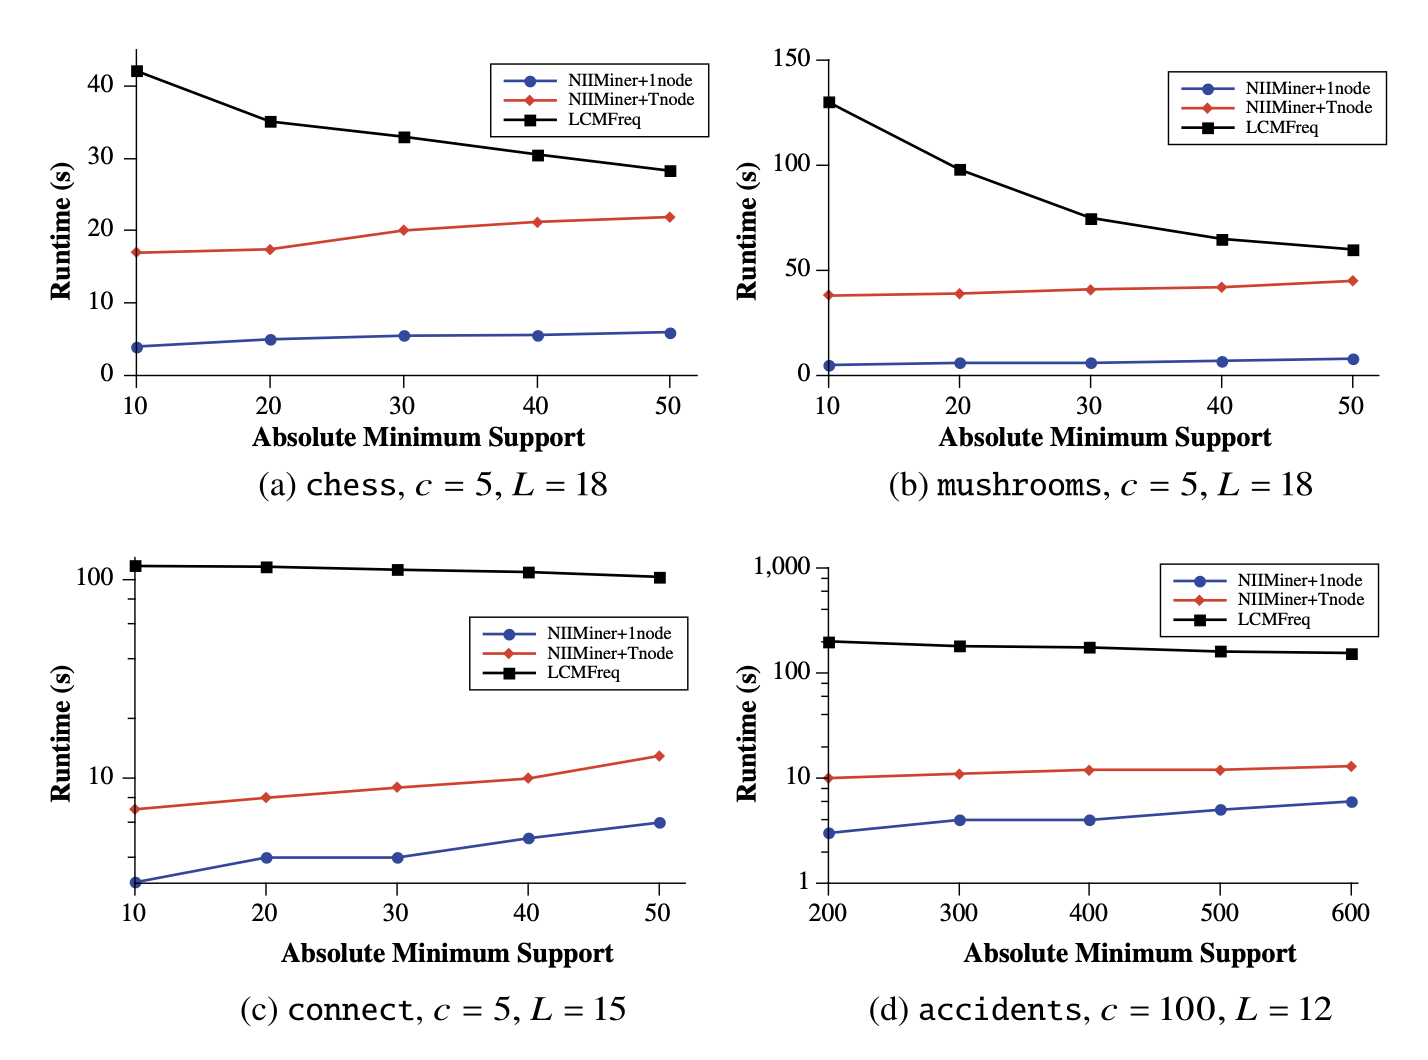 40
30
20
10
0
Runtime (s)
NIIMiner+1node
NIIMiner+Tnode
LCMFreq
10 20 30 40 50
Absolute Minimum Support
(a) chess, c = 5, L = 18
150
100
50
0
Runtime (s)
NIIMiner+1node
NIIMiner+Tnode
LCMFreq
10 20 30 40 50
Absolute Minimum Support
(b) mushrooms, c = 5, L = 18
100
10
Runtime (s)
NIIMiner+1node
NIIMiner+Tnode
LCMFreq
10 20 30 40 50
Absolute Minimum Support
(c) connect, c = 5, L = 15
1,000
100
10
1
Runtime (s)
NIIMiner+1node
NIIMiner+Tnode
LCMFreq
200 300 400 500 600
Absolute Minimum Support
(d) accidents, c = 100, L = 12